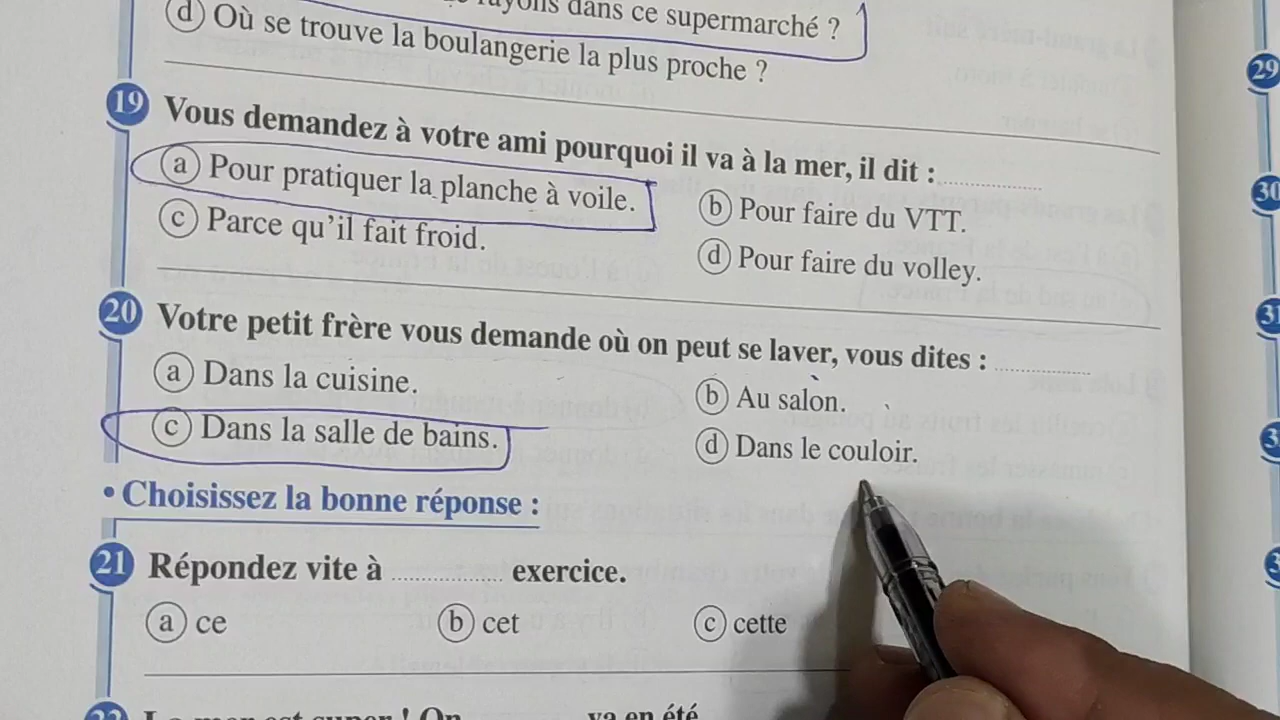 dans ce supermarché ?
d Où se trouve la boulangerie la plus proche ?
19 Vous demandez à votre ami pourquoi il va à la mer, il dit : ............
a Pour pratiquer la planche à voile.
b Pour faire du VTT.
c Parce qu'il fait froid.
d Pour faire du volley.
20 Votre petit frère vous demande où on peut se laver, vous dites : ............
a Dans la cuisine.
b Au salon.
c Dans la salle de bains.
d Dans le couloir.
• Choisissez la bonne réponse :
21 Répondez vite à ............ exercice.
a ce
b cet
c cette
va en été
29
30